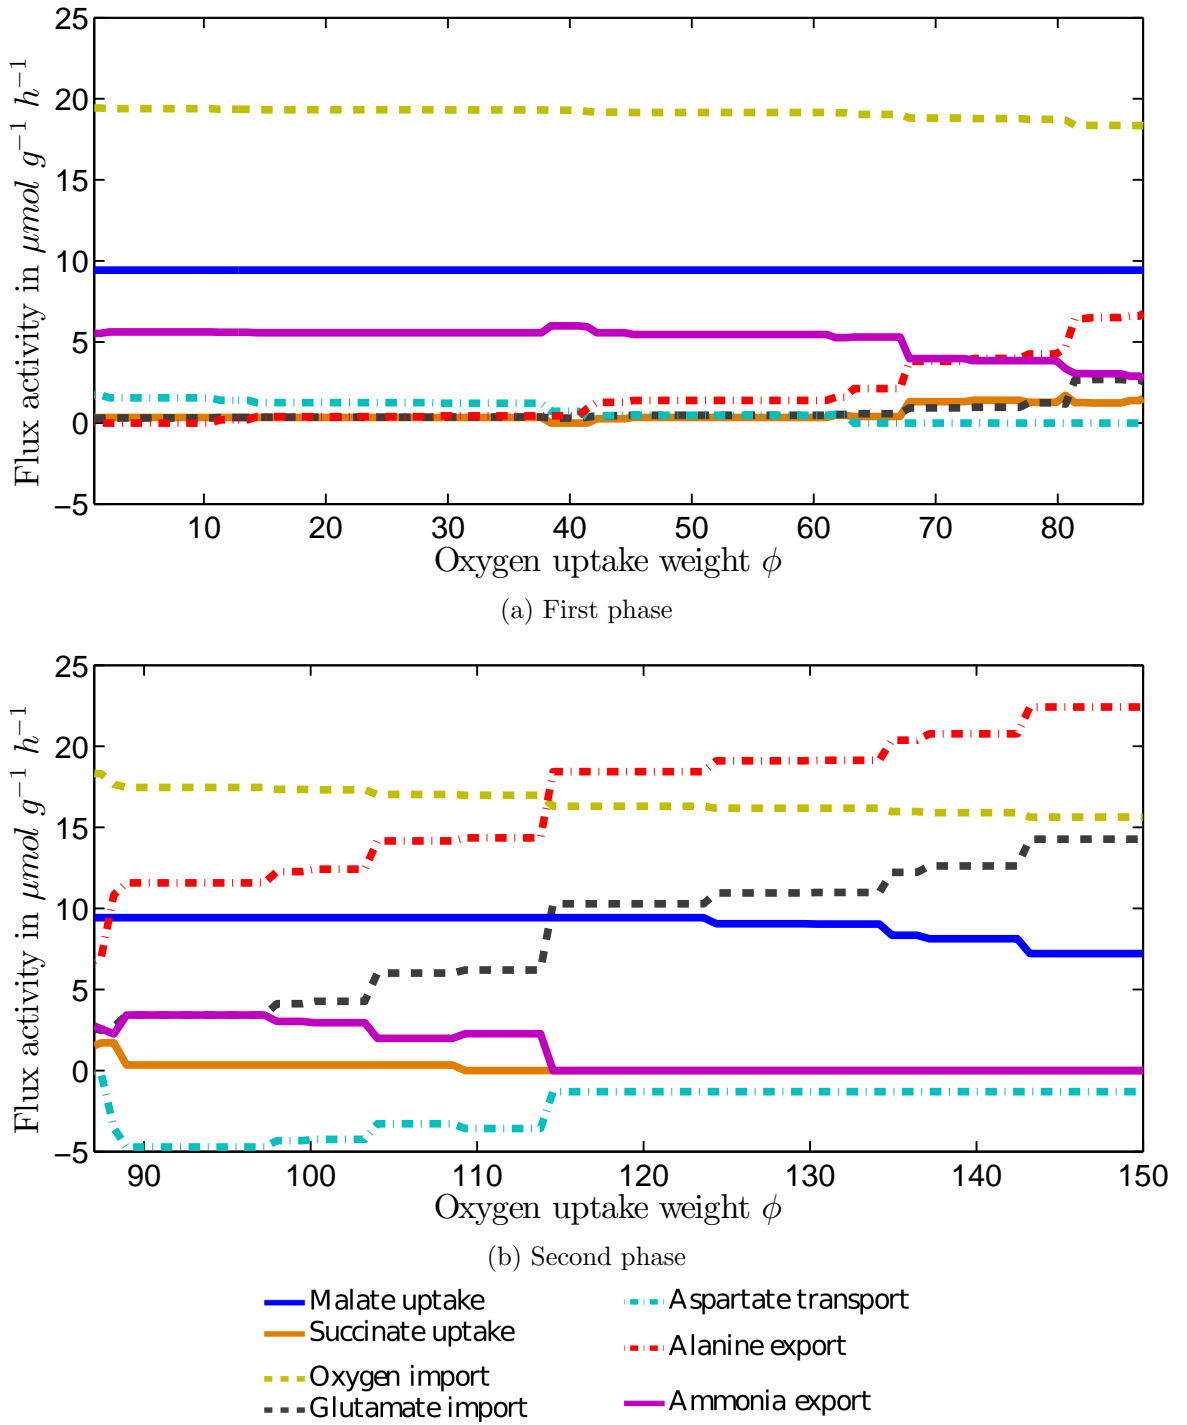 25
20
15
10
5
0
−5
Flux activity in μmol g⁻¹ h⁻¹
10 20 30 40 50 60 70 80
Oxygen uptake weight ϕ
(a) First phase
25
20
15
10
5
0
−5
Flux activity in μmol g⁻¹ h⁻¹
90 100 110 120 130 140 150
Oxygen uptake weight ϕ
(b) Second phase
Malate uptake
Succinate uptake
Oxygen import
Glutamate import
Aspartate transport
Alanine export
Ammonia export